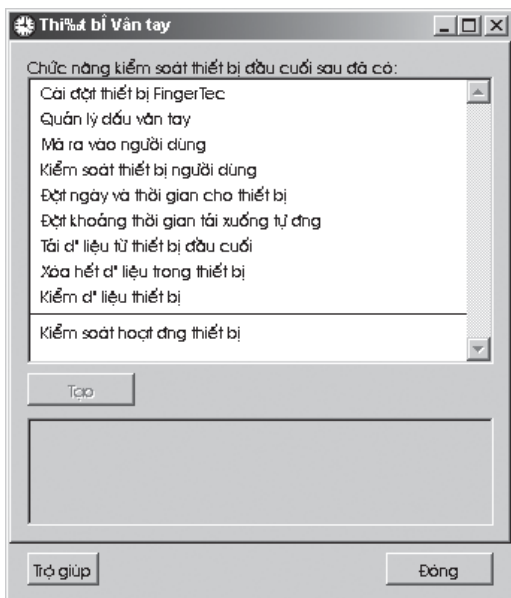 Thi‰t bÎ Vân tay
Chức năng kiểm soát thiết bị đầu cuối sau đã có:
Cài đặt thiết bị FingerTec
Quản lý dấu vân tay
Mã ra vào người dùng
Kiểm soát thiết bị người dùng
Đặt ngày và thời gian cho thiết bị
Đặt khoảng thời gian tải xuống tự đng
Tải d" liệu từ thiết bị đầu cuối
Xóa hết d" liệu trong thiết bị
Kiểm d" liệu thiết bị
Kiểm soát hoạt đng thiết bị
Tạo
Trợ giúp
Đóng